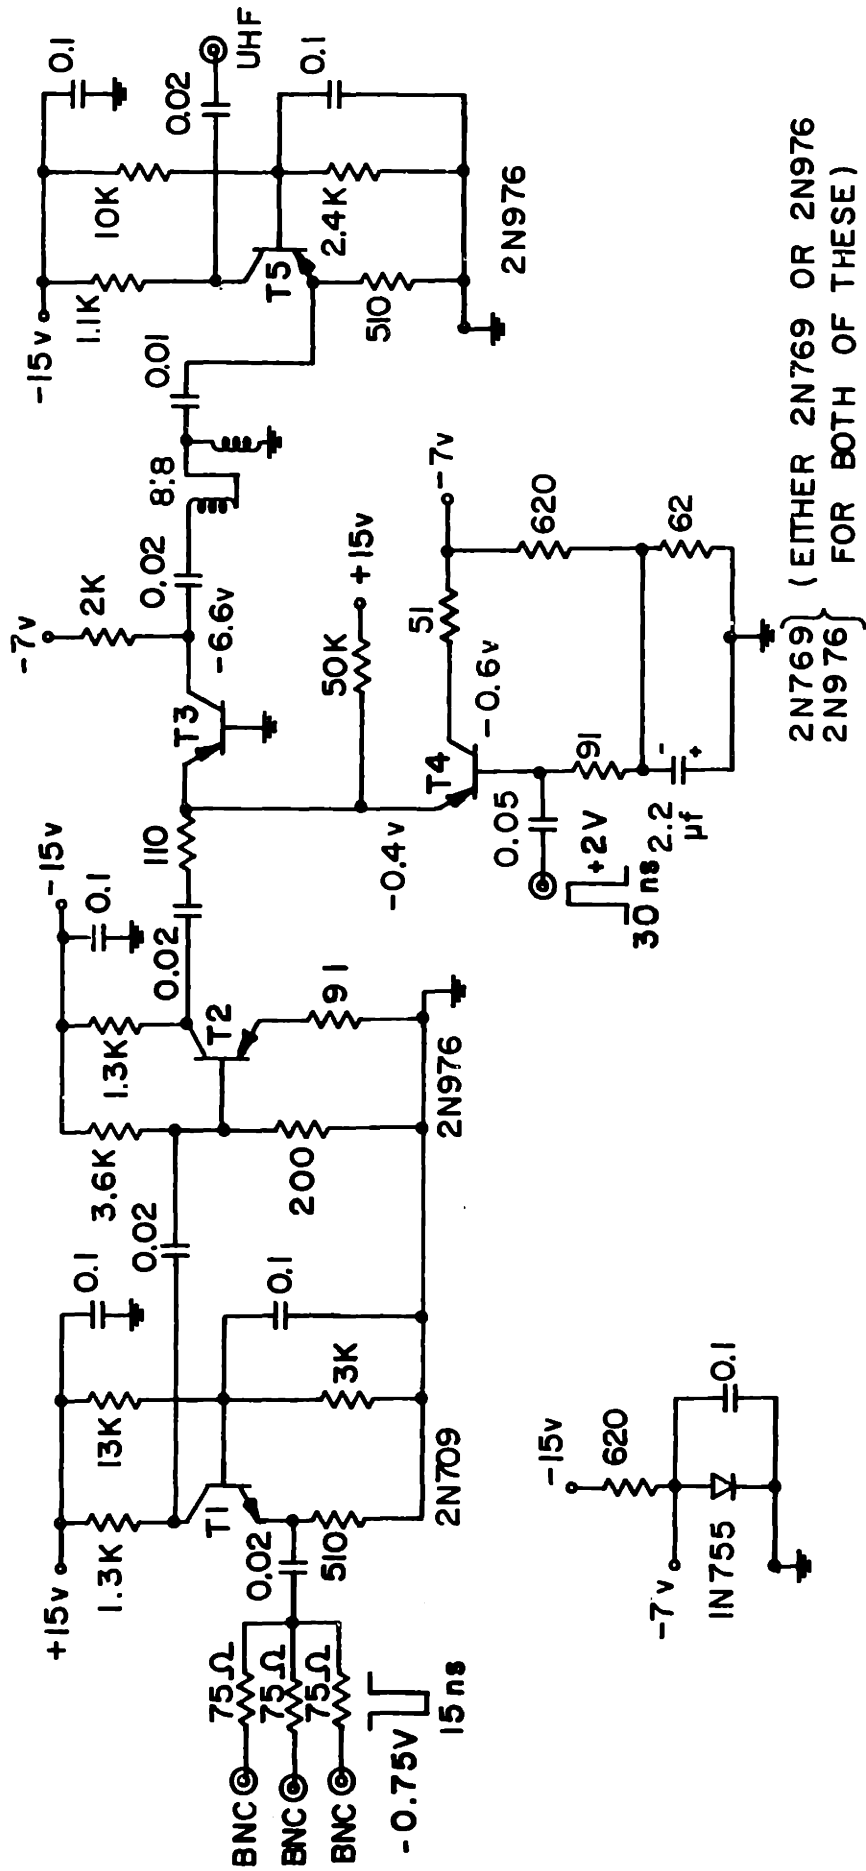 BNC
BNC
BNC
75Ω
75Ω
75Ω
-0.75V
15 ns
+15v
1.3K
13K
0.1
T1
0.02
510
3K
0.1
2N709
0.02
3.6K
1.3K
-15v
0.1
T2
200
91
2N976
0.02
110
T3
-7v
2K
-6.6v
0.02
8:8
0.01
-15v
1.1K
10K
0.1
0.02
UHF
T5
510
2.4K
0.1
2N976
50K
+15v
-0.4v
T4
-0.6v
51
-7v
620
62
0.05
91
+2V
30 ns
2.2
μf
-
+
2N769
2N976
(EITHER 2N769 OR 2N976
FOR BOTH OF THESE)
-15v
620
-7v
1N755
0.1